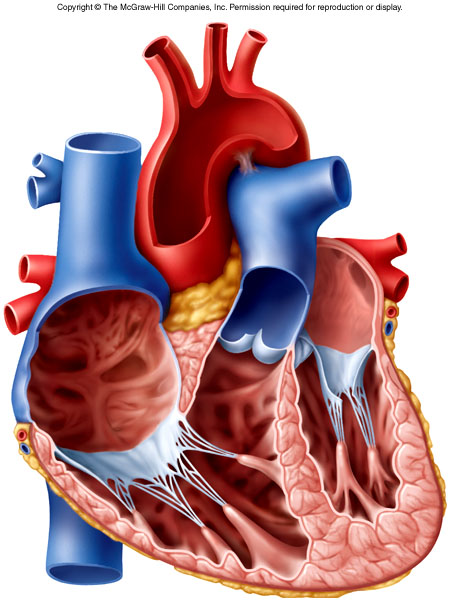 Copyright © The McGraw-Hill Companies, Inc. Permission required for reproduction or display.